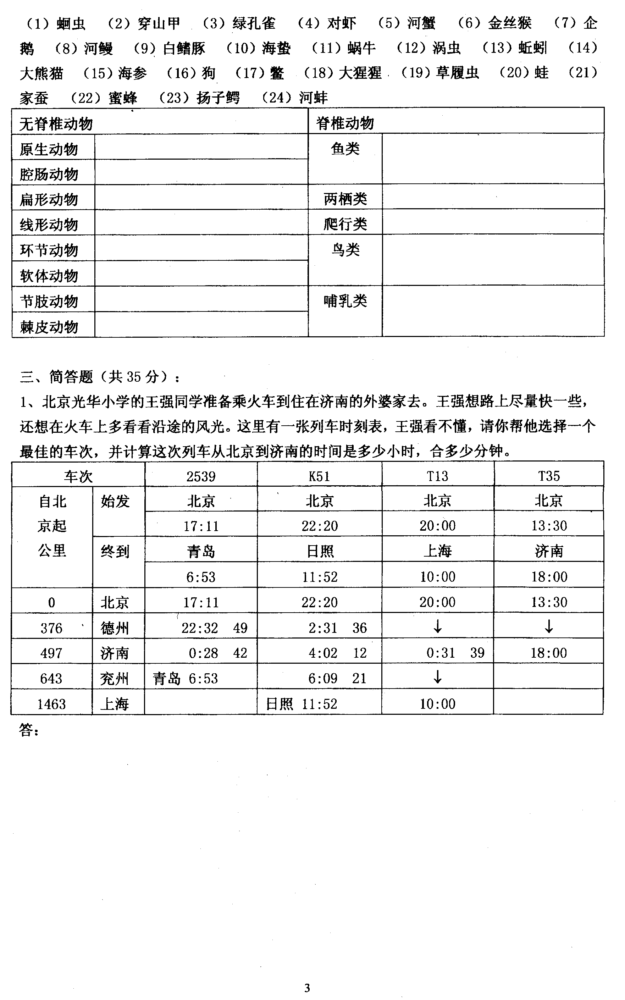 （1）蛔虫 （2）穿山甲 （3）绿孔雀 （4）对虾 （5）河蟹 （6）金丝猴 （7）企
鹅 （8）河鳗 （9）白鳍豚 （10）海蛰 （11）蜗牛 （12）涡虫 （13）蚯蚓 （14）
大熊猫 （15）海参 （16）狗 （17）鳖 （18）大猩猩 （19）草履虫 （20）蛙 （21）
家蚕 （22）蜜蜂 （23）扬子鳄 （24）河蚌
无脊椎动物 脊椎动物
原生动物 鱼类
腔肠动物
扁形动物 两栖类
线形动物 爬行类
环节动物 鸟类
软体动物
节肢动物 哺乳类
棘皮动物
三、简答题（共 35 分）：
1、北京光华小学的王强同学准备乘火车到住在济南的外婆家去。王强想路上尽量快一些，
还想在火车上多看看沿途的风光。这里有一张列车时刻表，王强看不懂，请你帮他选择一个
最佳的车次，并计算这次列车从北京到济南的时间是多少小时，合多少分钟。
车次 2539 K51 T13 T35
自北 始发 北京 北京 北京 北京
京起 17:11 22:20 20:00 13:30
公里 终到 青岛 日照 上海 济南
6:53 11:52 10:00 18:00
0 北京 17:11 22:20 20:00 13:30
376 德州 22:32 49 2:31 36 ↓ ↓
497 济南 0:28 42 4:02 12 0:31 39 18:00
643 兖州 青岛 6:53 6:09 21 ↓
1463 上海 日照 11:52 10:00
答：
3